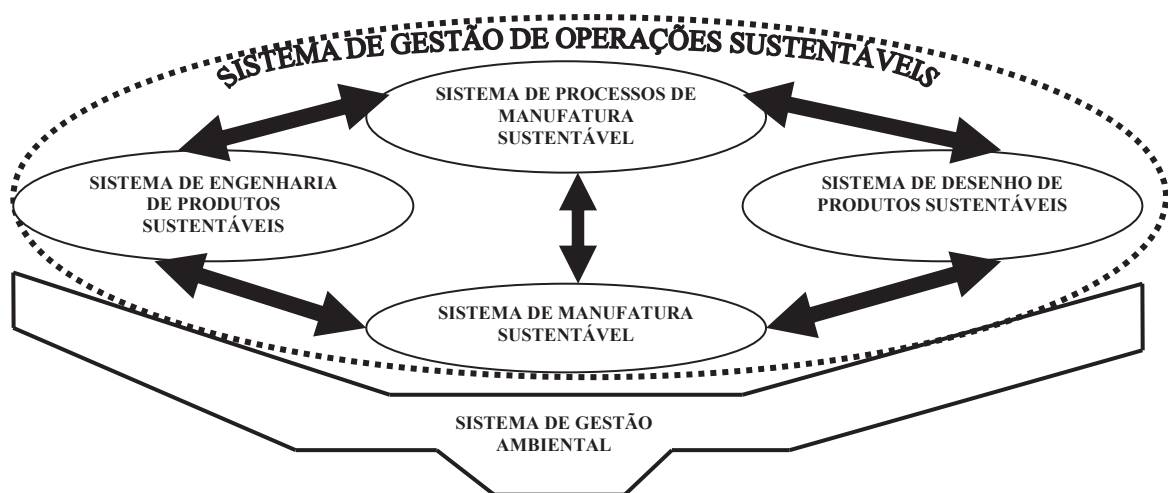 SISTEMA DE GESTÃO DE OPERAÇÕES SUSTENTÁVEIS
SISTEMA DE PROCESSOS DE
MANUFATURA
SUSTENTÁVEL
SISTEMA DE ENGENHARIA
DE PRODUTOS
SUSTENTÁVEIS
SISTEMA DE DESENHO DE
PRODUTOS SUSTENTÁVEIS
SISTEMA DE MANUFATURA
SUSTENTÁVEL
SISTEMA DE GESTÃO
AMBIENTAL